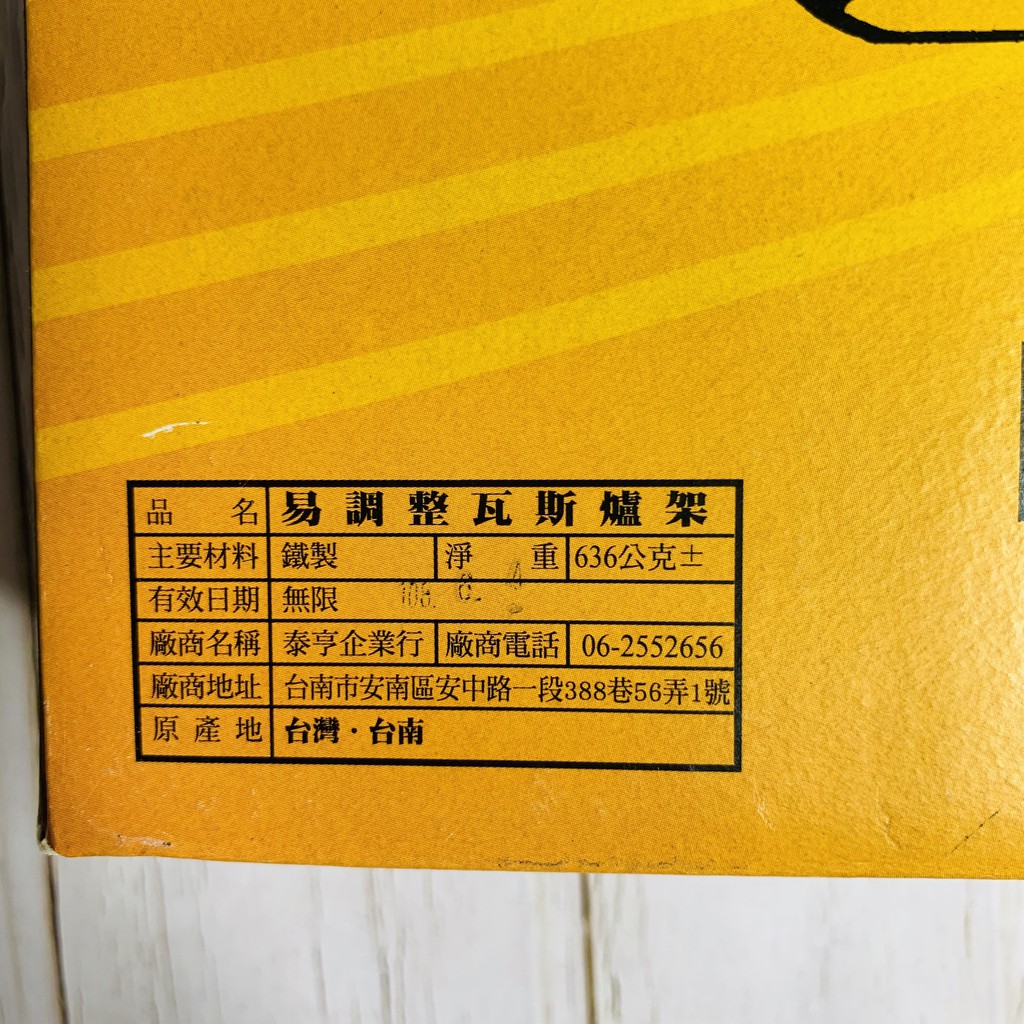 品名 易調整瓦斯爐架
主要材料 鐵製 淨重 636公克±
有效日期 無限
廠商名稱 泰亨企業行 廠商電話 06-2552656
廠商地址 台南市安南區安中路一段388巷56弄1號
原產地 台灣·台南